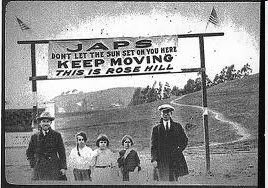 JAPS
DON'T LET THE SUN SET ON YOU HERE
KEEP MOVING
THIS IS ROSE HILL